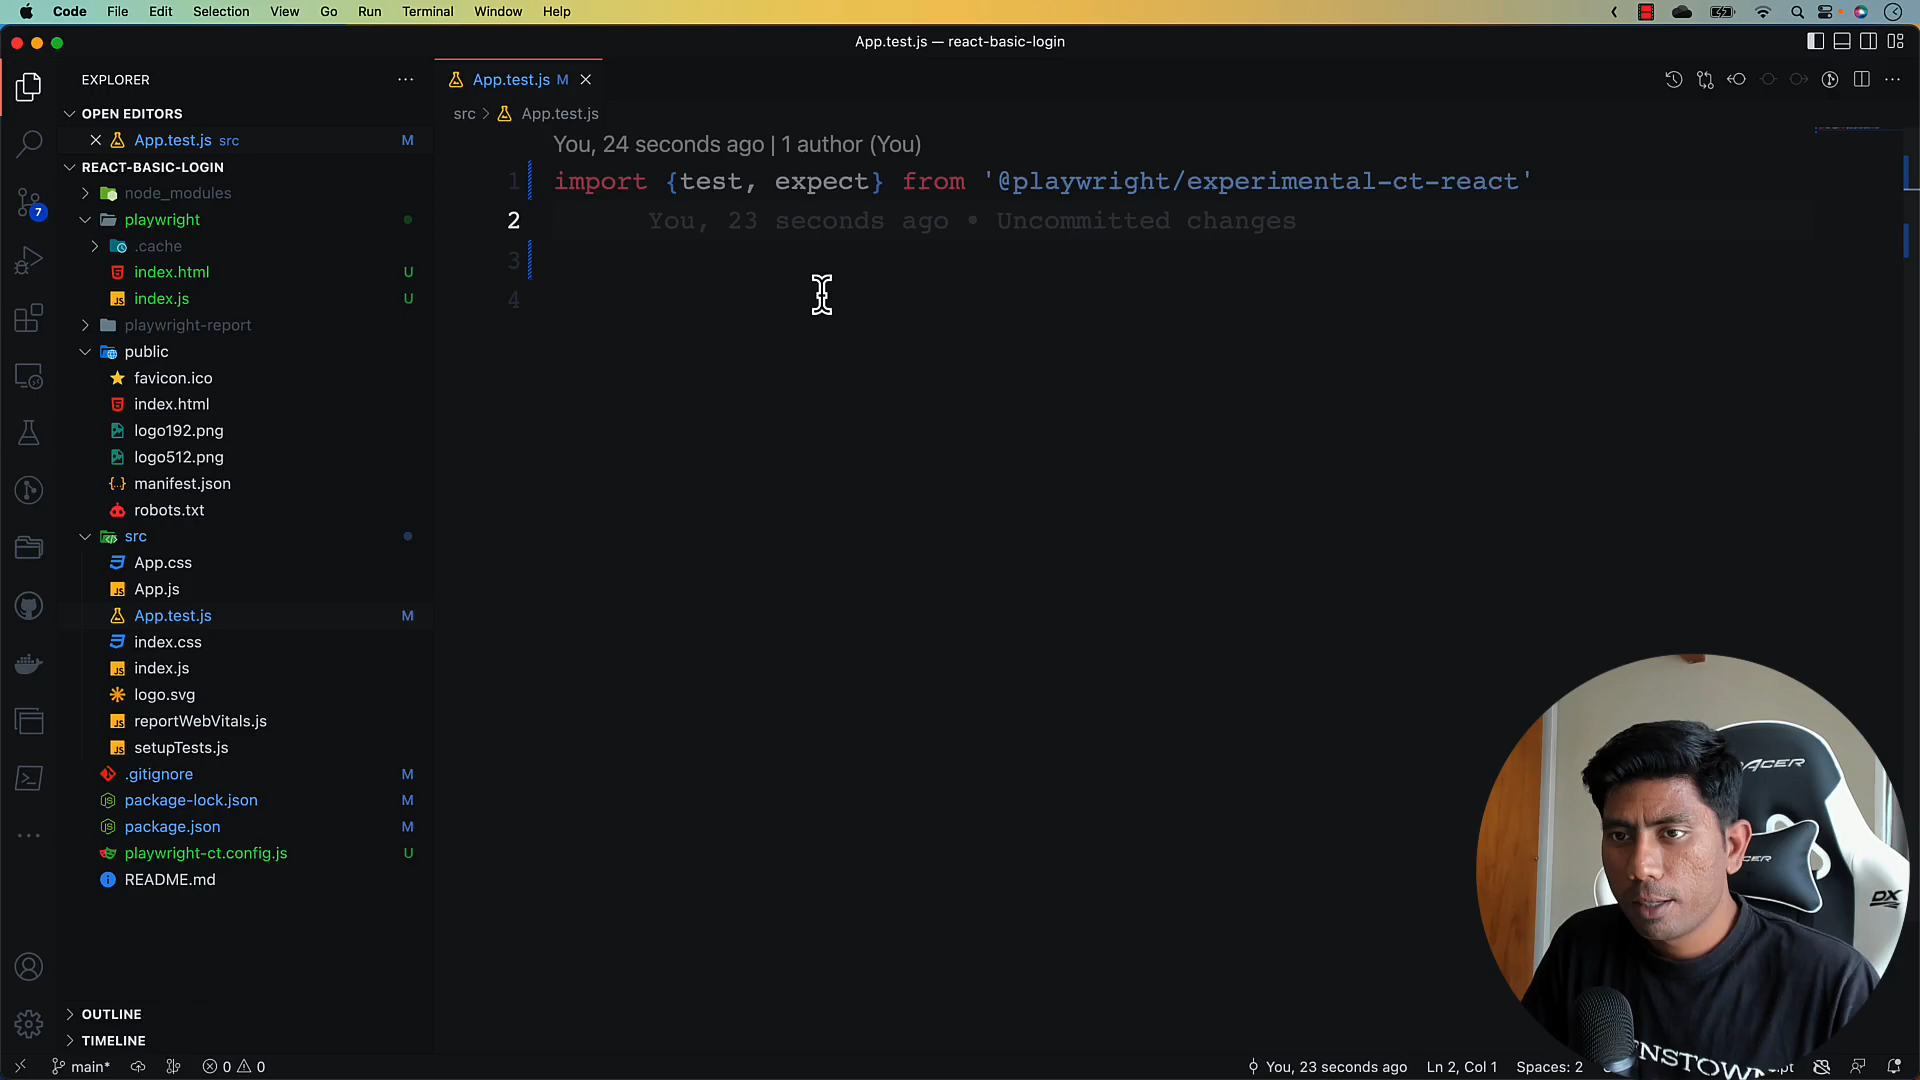 Code File Edit Selection View Go Run Terminal Window Help
App.test.js — react-basic-login
EXPLORER
OPEN EDITORS
App.test.js src M
REACT-BASIC-LOGIN
node_modules
playwright
.cache
index.html U
index.js U
playwright-report
public
favicon.ico
index.html
logo192.png
logo512.png
manifest.json
robots.txt
src
App.css
App.js
App.test.js M
index.css
index.js
logo.svg
reportWebVitals.js
setupTests.js
.gitignore M
package-lock.json M
package.json M
playwright-ct.config.js U
README.md
OUTLINE
TIMELINE
7
App.test.js M
src > App.test.js
You, 24 seconds ago | 1 author (You)
1 import {test, expect} from '@playwright/experimental-ct-react'
2 You, 23 seconds ago • Uncommitted changes
3
4
ACER
CER
DX
NSTOW
main* 0 0 You, 23 seconds ago Ln 2, Col 1 Spaces: 2